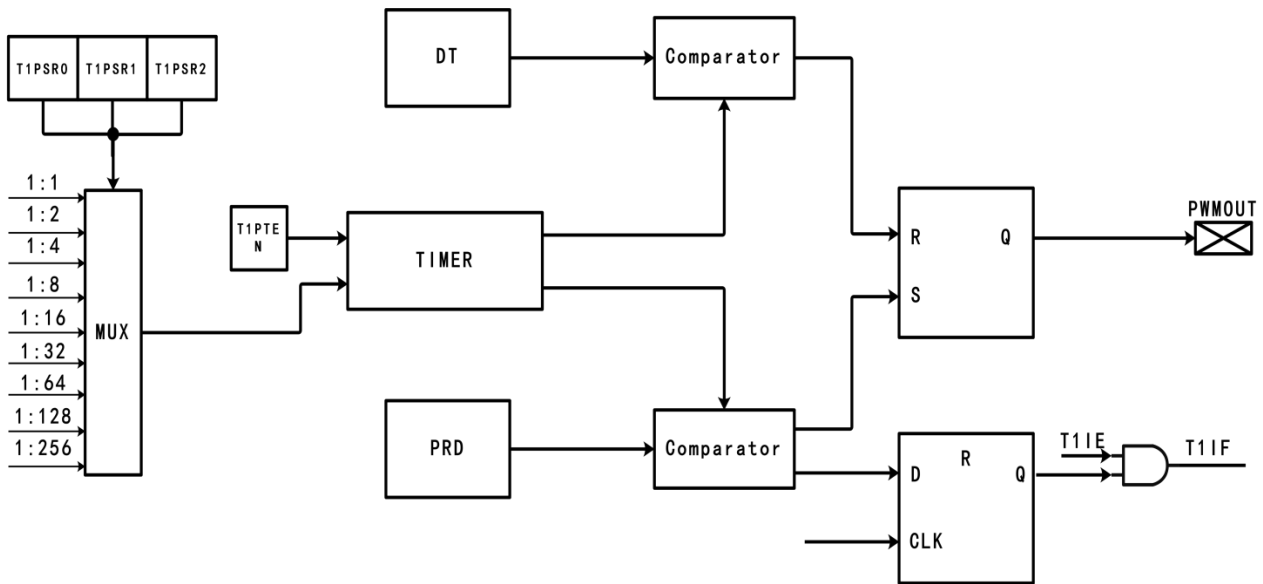 T1PSR0 T1PSR1 T1PSR2
1:1
1:2
1:4
1:8
1:16
1:32
1:64
1:128
1:256
MUX
T1PTE
N
TIMER
DT
Comparator
PRD
Comparator
R
Q
S
PWMOUT
R
D
Q
CLK
T1IE
T1IF